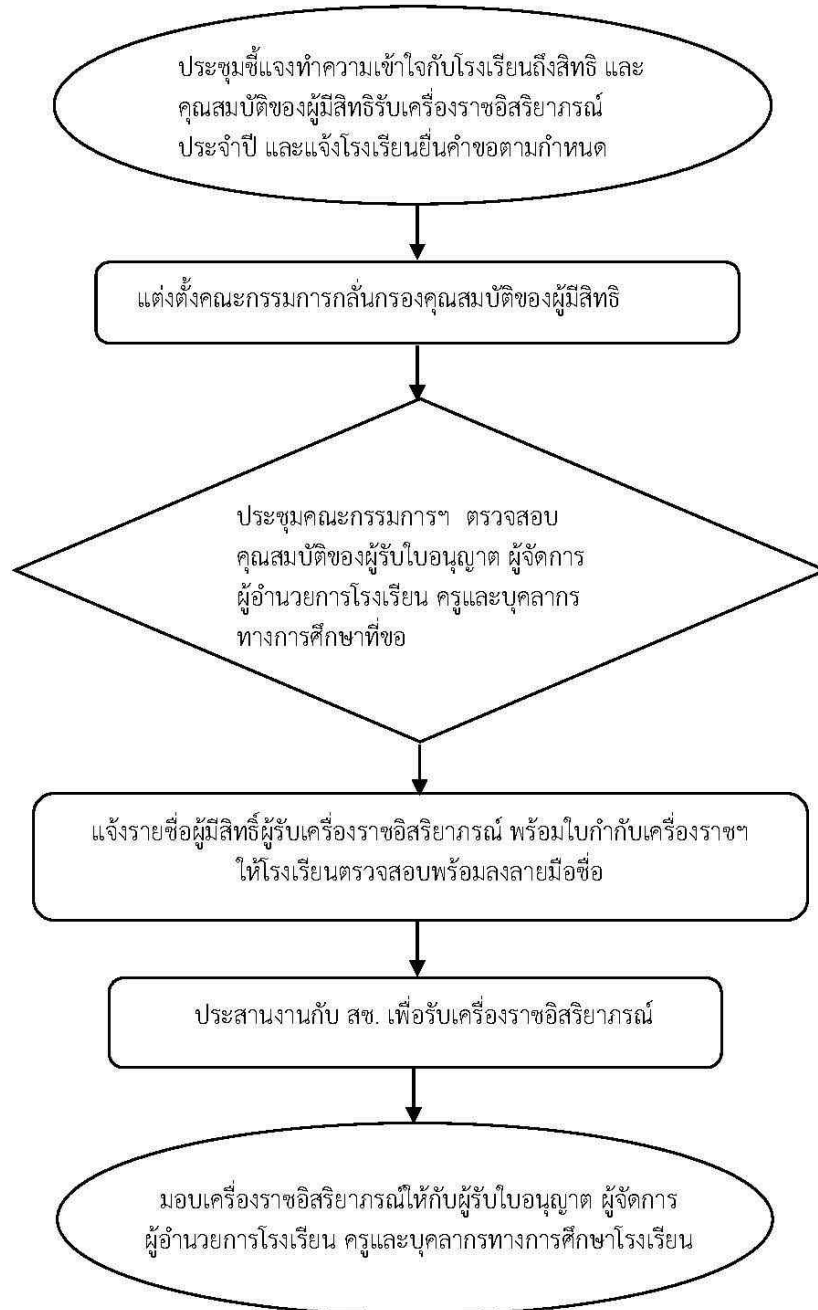 ประชุมชี้แจงทำความเข้าใจกับโรงเรียนถึงสิทธิ และ
คุณสมบัติของผู้มีสิทธิรับเครื่องราชอิสริยาภรณ์
ประจำปี และแจ้งโรงเรียนยื่นคำขอตามกำหนด
แต่งตั้งคณะกรรมการกลั่นกรองคุณสมบัติของผู้มีสิทธิ
ประชุมคณะกรรมการฯ ตรวจสอบ
คุณสมบัติของผู้รับใบอนุญาต ผู้จัดการ
ผู้อำนวยการโรงเรียน ครูและบุคลากร
ทางการศึกษาที่ขอ
แจ้งรายชื่อผู้มีสิทธิ์ผู้รับเครื่องราชอิสริยาภรณ์ พร้อมใบกำกับเครื่องราชฯ
ให้โรงเรียนตรวจสอบพร้อมลงลายมือชื่อ
ประสานงานกับ สช. เพื่อรับเครื่องราชอิสริยาภรณ์
มอบเครื่องราชอิสริยาภรณ์ให้กับผู้รับใบอนุญาต ผู้จัดการ
ผู้อำนวยการโรงเรียน ครูและบุคลากรทางการศึกษาโรงเรียน